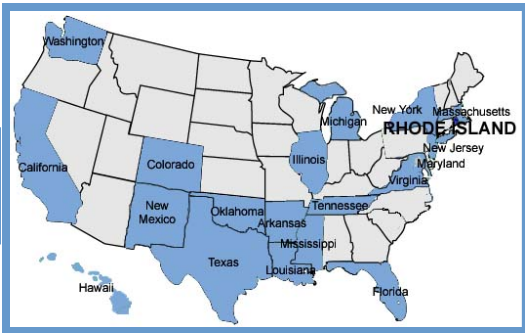 Washington
New York
Massachusetts
Michigan
RHODE ISLAND
New Jersey
Illinois
Maryland
California
Colorado
Virginia
New
Mexico
Oklahoma
Tennessee
Arkansas
Mississippi
Texas
Louisiana
Hawaii
Florida